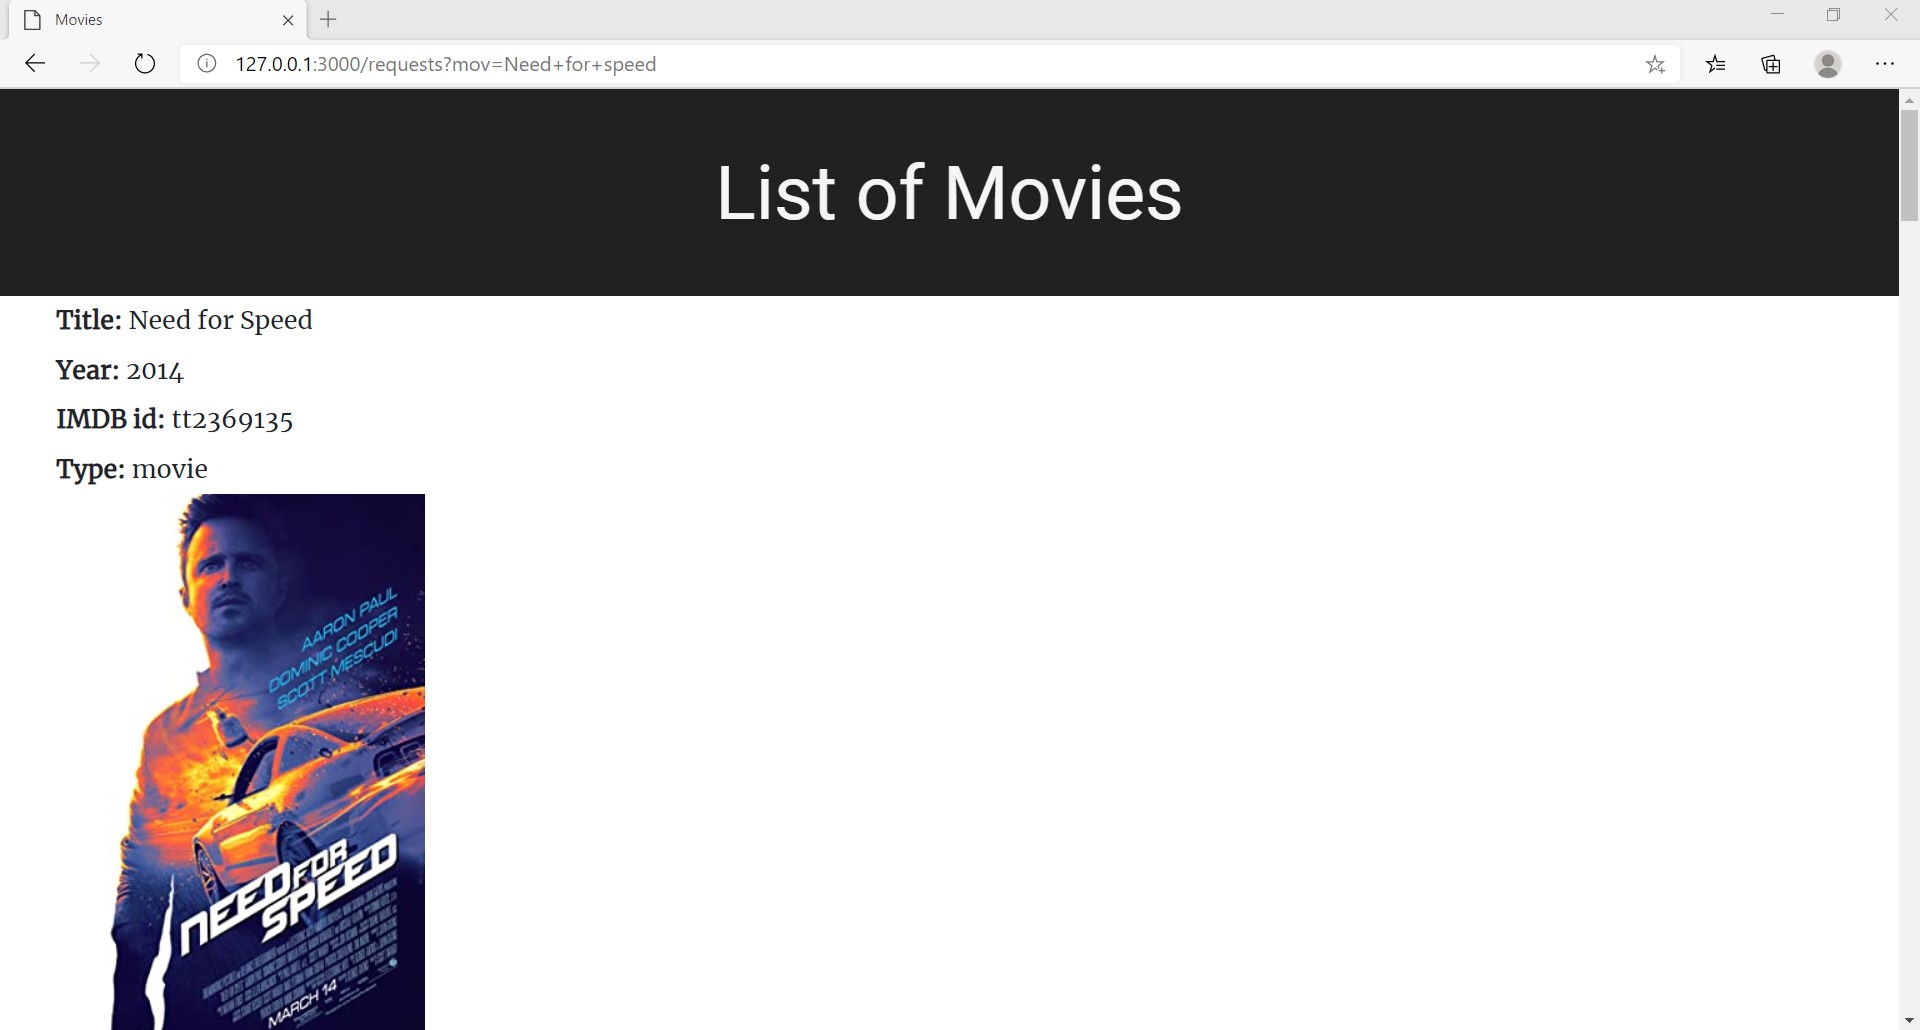 Movies
127.0.0.1:3000/requests?mov=Need+for+speed
List of Movies
Title: Need for Speed
Year: 2014
IMDB id: tt2369135
Type: movie
AARON PAUL
DOMINIC COOPER
SCOTT MESCUDI
NEED FOR
SPEED
MARCH 14